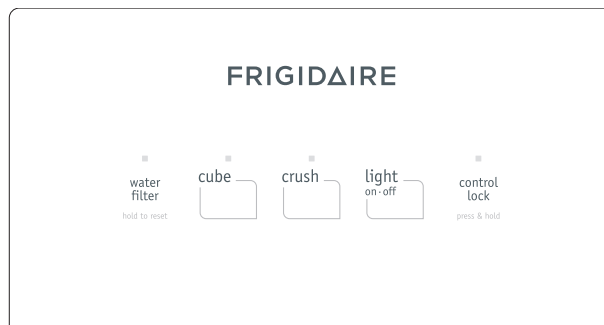 FRIGIDAIRE
water
filter
hold to reset
cube
crush
light
on·off
control
lock
press & hold